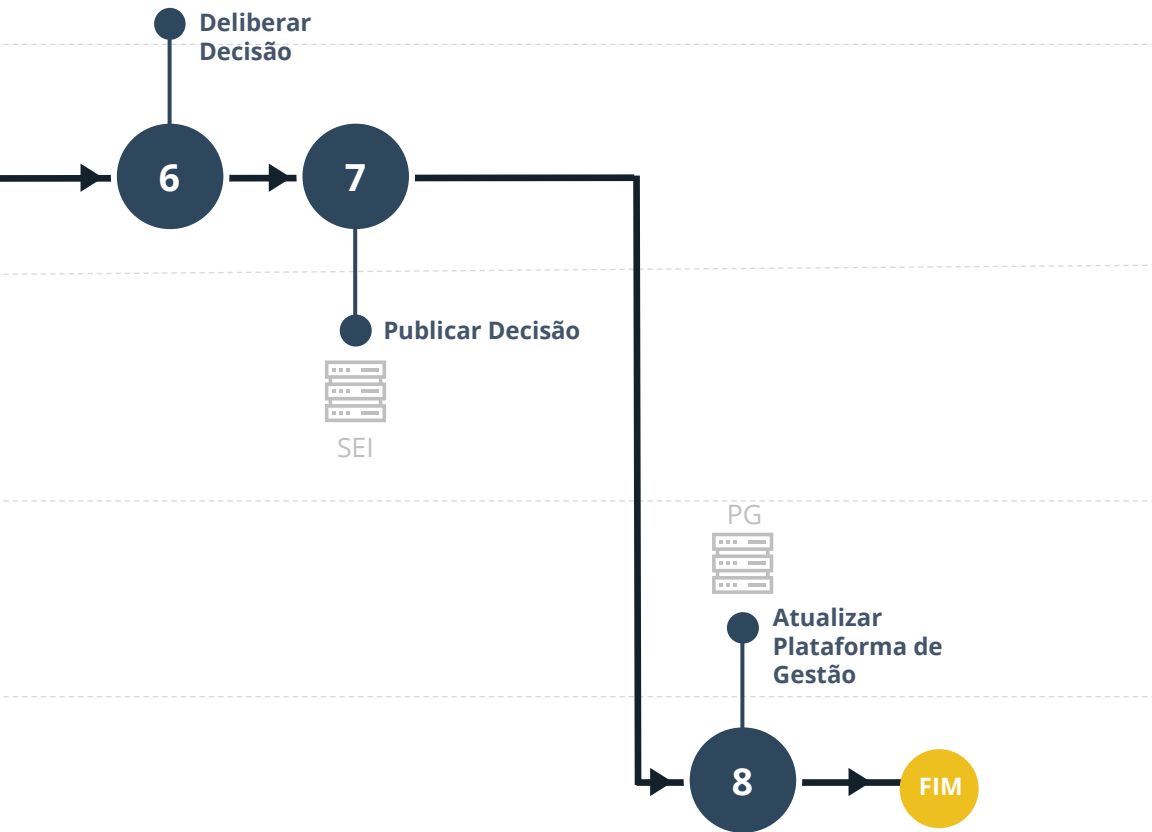 Deliberar
Decisão
6
7
Publicar Decisão
SEI
PG
Atualizar
Plataforma de
Gestão
8
FIM